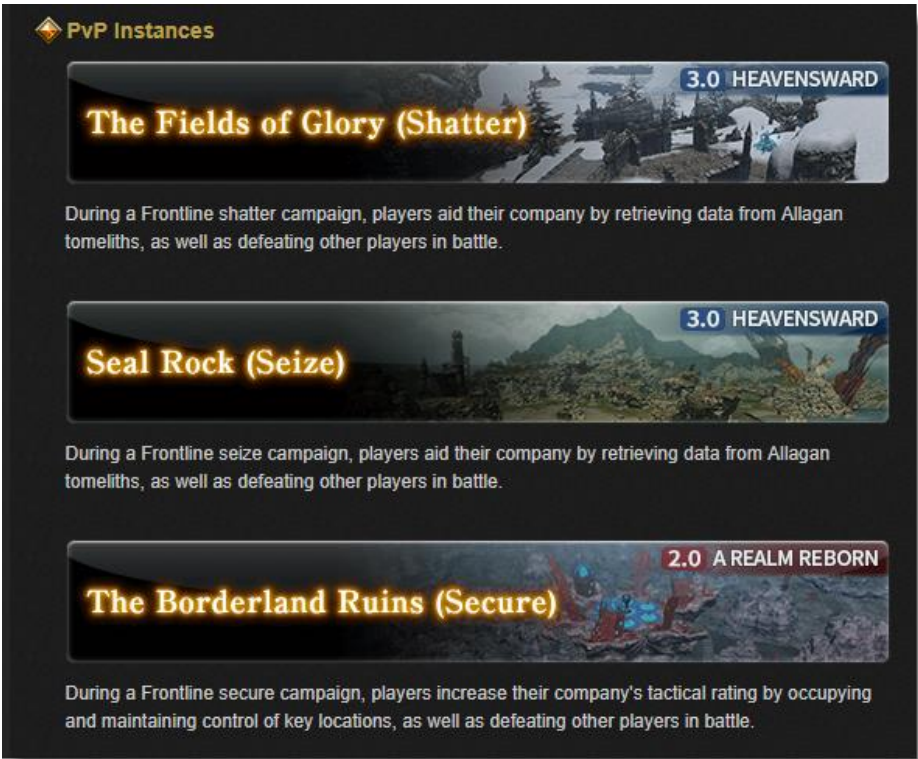 PvP Instances
3.0 HEAVENSWARD
The Fields of Glory (Shatter)
During a Frontline shatter campaign, players aid their company by retrieving data from Allagan
tomeliths, as well as defeating other players in battle.
3.0 HEAVENSWARD
Seal Rock (Seize)
During a Frontline seize campaign, players aid their company by retrieving data from Allagan
tomeliths, as well as defeating other players in battle.
2.0 A REALM REBORN
The Borderland Ruins (Secure)
During a Frontline secure campaign, players increase their company's tactical rating by occupying
and maintaining control of key locations, as well as defeating other players in battle.